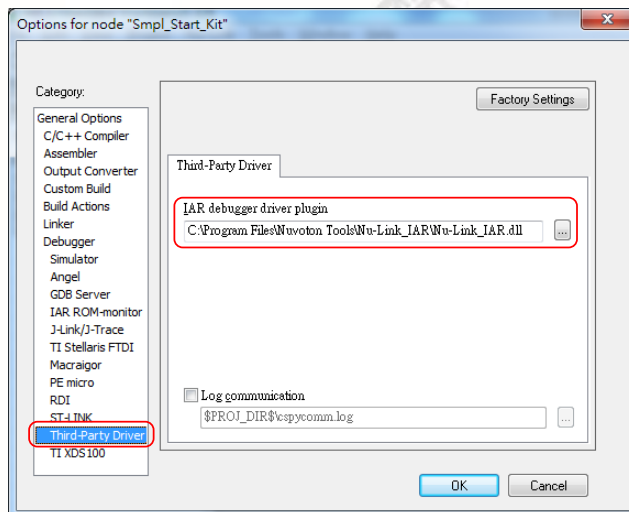 Options for node "Smpl_Start_Kit"
Category:
Factory Settings
General Options
C/C++ Compiler
Assembler
Output Converter
Custom Build
Build Actions
Linker
Debugger
Simulator
Angel
GDB Server
IAR ROM-monitor
J-Link/J-Trace
TI Stellaris FTDI
Macraigor
PE micro
RDI
ST-LINK
Third-Party Driver
TI XDS100
Third-Party Driver
IAR debugger driver plugin
C:\Program Files\Nuvoton Tools\Nu-Link_IAR\Nu-Link_IAR.dll
...
Log communication
$PROJ_DIR$\cspycomm.log
...
OK
Cancel